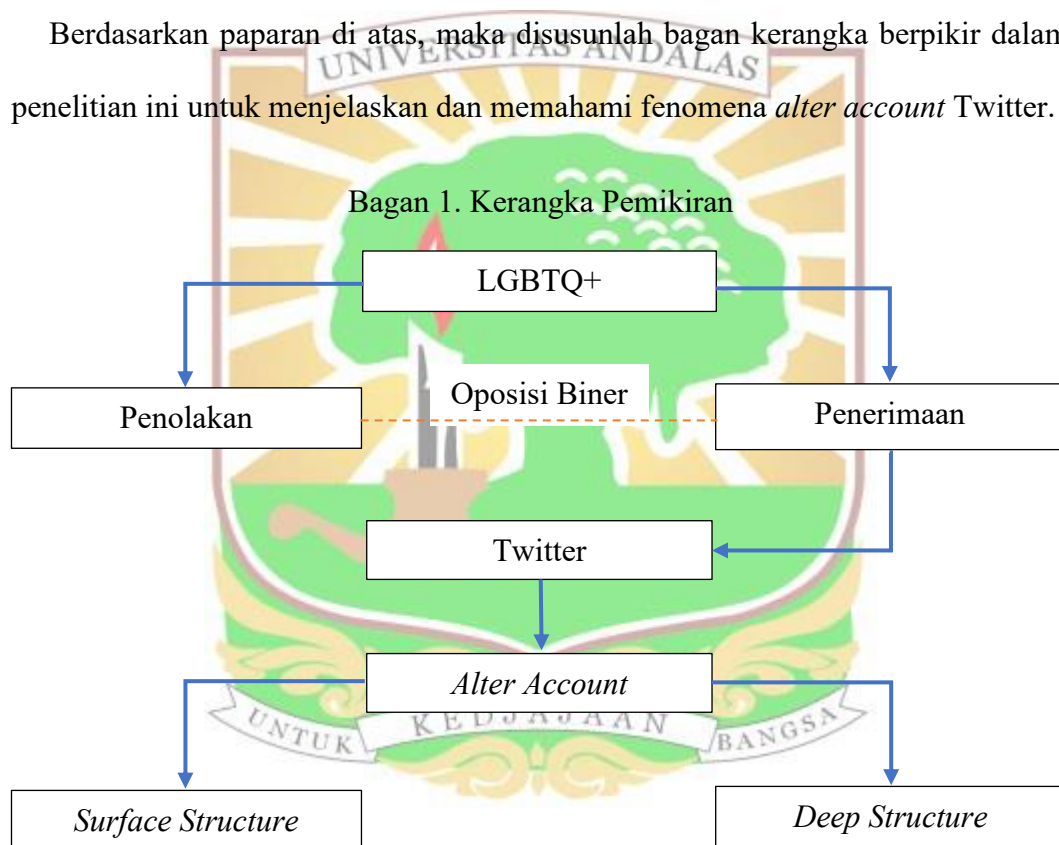 Berdasarkan paparan di atas, maka disusunlah bagan kerangka berpikir dalam
UNIVERSITAS ANDALAS
penelitian ini untuk menjelaskan dan memahami fenomena alter account Twitter.
Bagan 1. Kerangka Pemikiran
LGBTQ+
Oposisi Biner
Penolakan
Penerimaan
Twitter
Alter Account
UNTUK KEDJAJAAN BANGSA
Surface Structure
Deep Structure